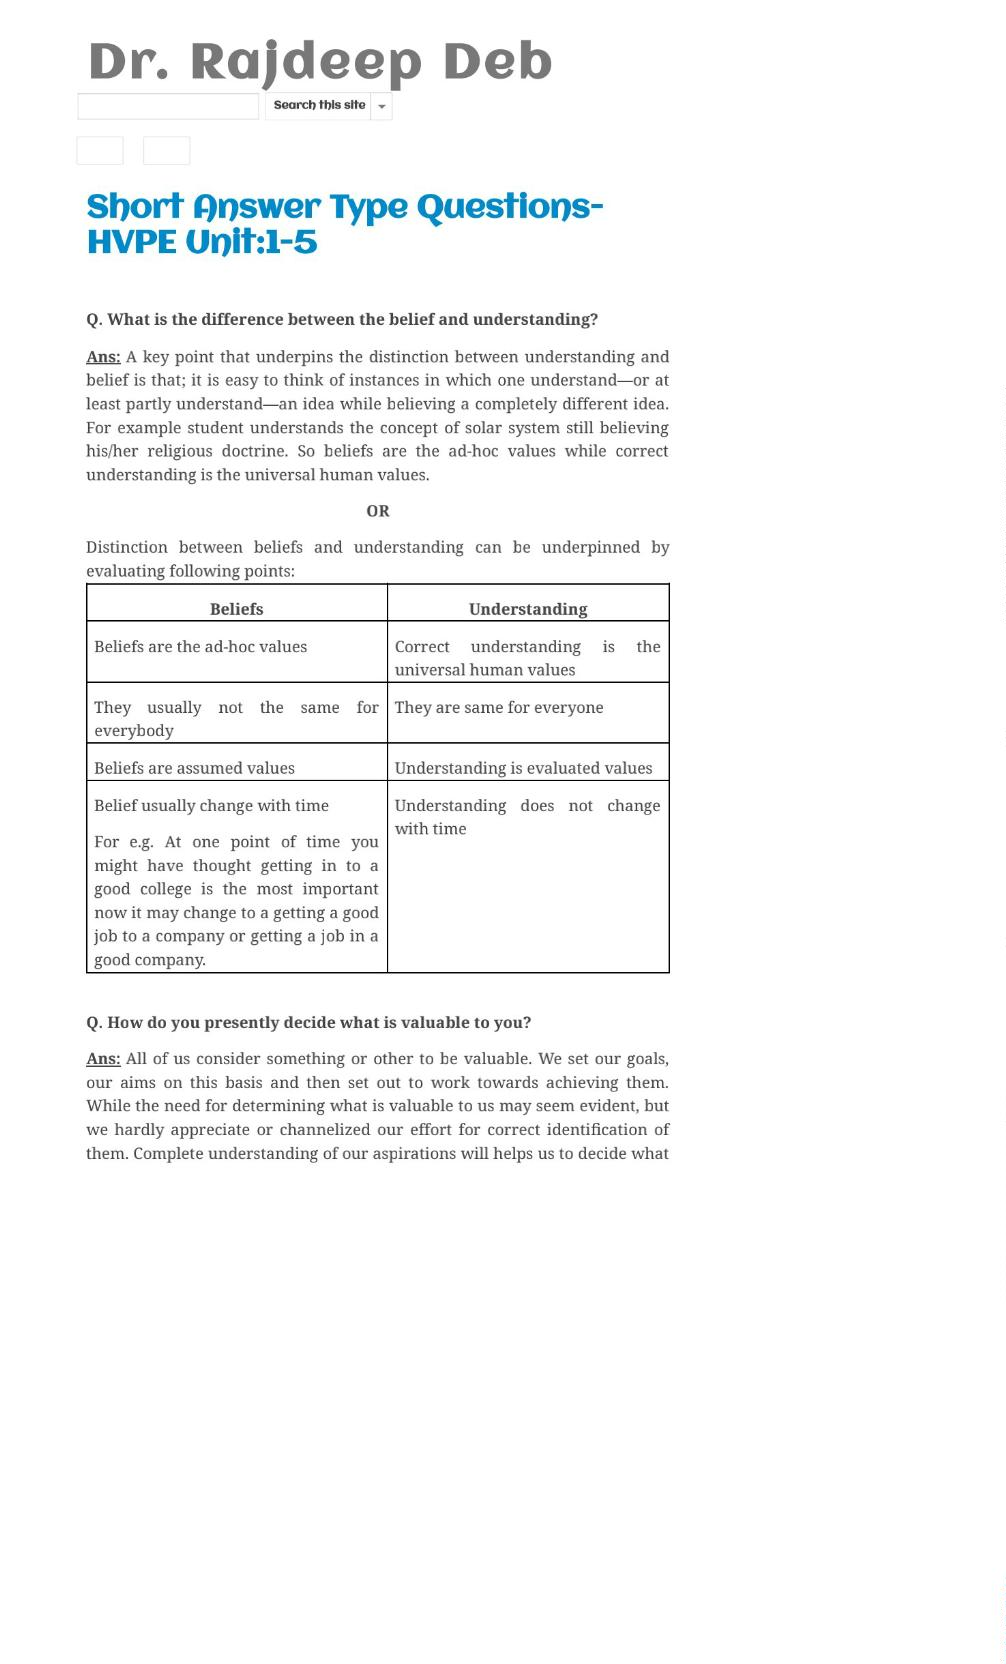 Dr. Rajdeep Deb
Search this site
Short Answer Type Questions-
HVPE Unit:1-5
Q. What is the difference between the belief and understanding?
Ans: A key point that underpins the distinction between understanding and
belief is that; it is easy to think of instances in which one understand—or at
least partly understand—an idea while believing a completely different idea.
For example student understands the concept of solar system still believing
his/her religious doctrine. So beliefs are the ad-hoc values while correct
understanding is the universal human values.
OR
Distinction between beliefs and understanding can be underpinned by
evaluating following points:
Beliefs
Understanding
Beliefs are the ad-hoc values
Correct understanding is the
universal human values
They usually not the same for
everybody
They are same for everyone
Beliefs are assumed values
Understanding is evaluated values
Belief usually change with time
For e.g. At one point of time you
might have thought getting in to a
good college is the most important
now it may change to a getting a good
job to a company or getting a job in a
good company.
Understanding does not change
with time
Q. How do you presently decide what is valuable to you?
Ans: All of us consider something or other to be valuable. We set our goals,
our aims on this basis and then set out to work towards achieving them.
While the need for determining what is valuable to us may seem evident, but
we hardly appreciate or channelized our effort for correct identification of
them. Complete understanding of our aspirations will helps us to decide what